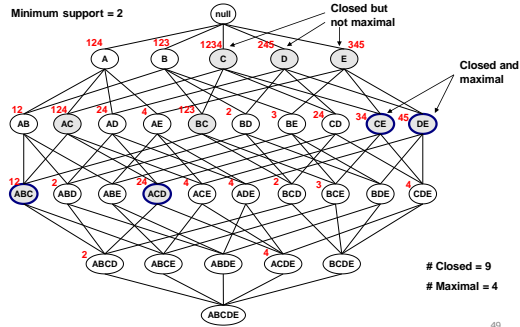 Minimum support = 2
null
Closed but
not maximal
124
123
1234
245
345
A
B
C
D
E
Closed and
maximal
12
124
24
4
123
2
3
24
34
45
AB
AC
AD
AE
BC
BD
BE
CD
CE
DE
12
2
24
4
4
2
3
4
ABC
ABD
ABE
ACD
ACE
ADE
BCD
BCE
BDE
CDE
2
4
ABCD
ABCE
ABDE
ACDE
BCDE
# Closed = 9
# Maximal = 4
ABCDE
49